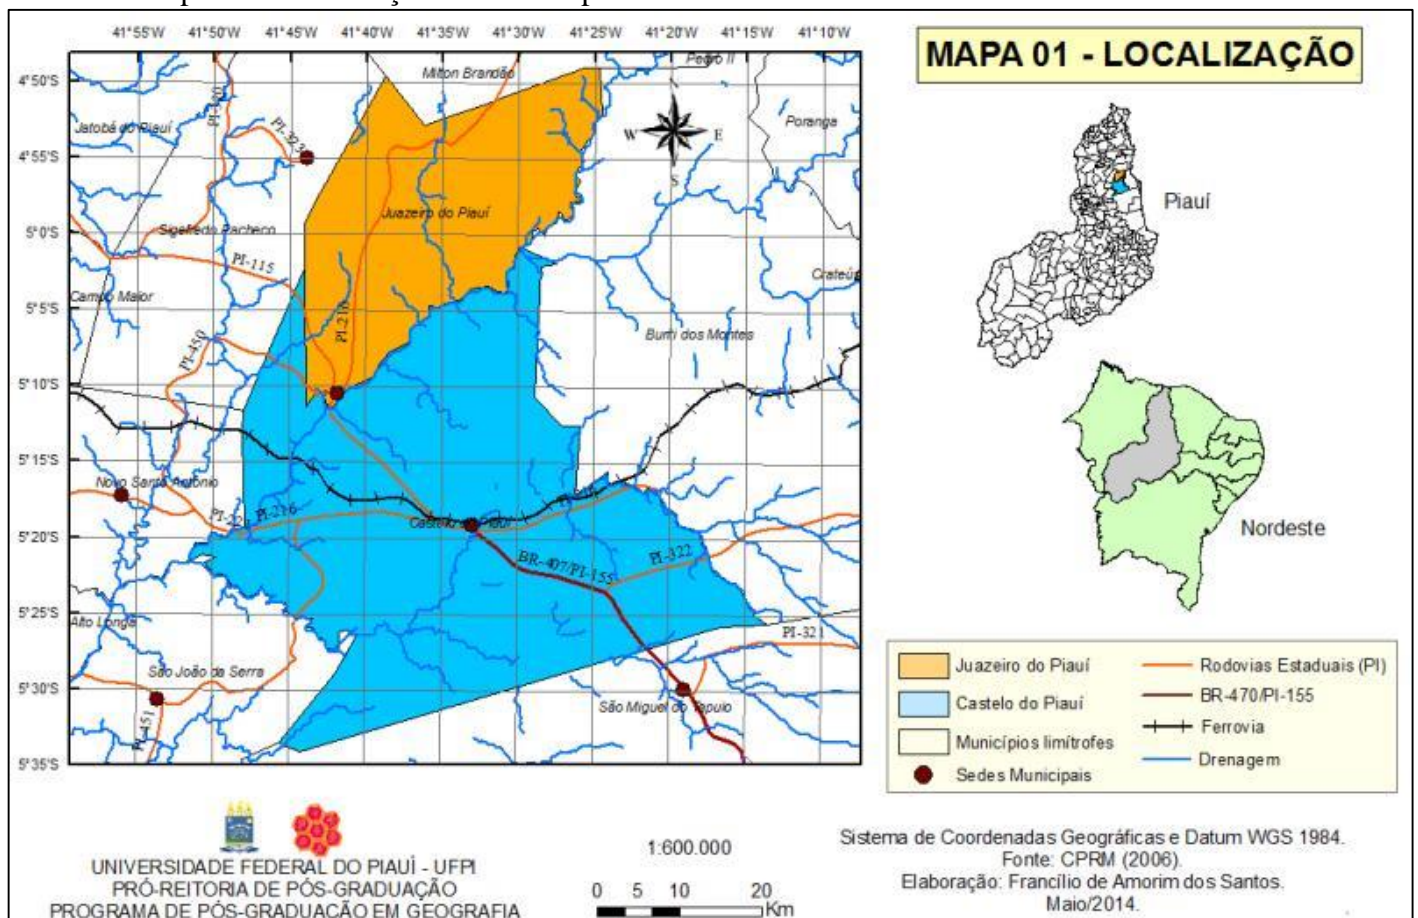 41°55'W 41°50'W 41°45'W 41°40'W 41°35'W 41°30'W 41°25'W 41°20'W 41°15'W
41°10'W
MAPA 01 - LOCALIZAÇÃO
4°50'S
Milton Brandão
Pedro II
Jatobá do Piauí
PI-323
N
W E
S
Poranga
4°55'S
Piauí
Juazeiro do Piauí
5°0'S
Sigefredo Pacheco
PI-115
Crateús
Campo Maior
5°5'S
PI-216
Buriti dos Montes
PI-450
5°10'S
5°15'S
Novo Santo Antônio
PI-221
PI-216
Castelo do Piauí
5°20'S
Nordeste
BR-407/PI-155
PI-322
5°25'S
Alto Longá
PI-321
São João da Serra
5°30'S
São Miguel do Tapuio
PI-451
5°35'S
Juazeiro do Piauí
Castelo do Piauí
Municípios limítrofes
Sedes Municipais
Rodovias Estaduais (PI)
BR-470/PI-155
Ferrovia
Drenagem
UNIVERSIDADE FEDERAL DO PIAUÍ - UFPI
PRÓ-REITORIA DE PÓS-GRADUAÇÃO
PROGRAMA DE PÓS-GRADUAÇÃO EM GEOGRAFIA
1:600.000
0 5 10 20
Km
Sistema de Coordenadas Geográficas e Datum WGS 1984.
Fonte: CPRM (2006).
Elaboração: Francílio de Amorim dos Santos.
Maio/2014.